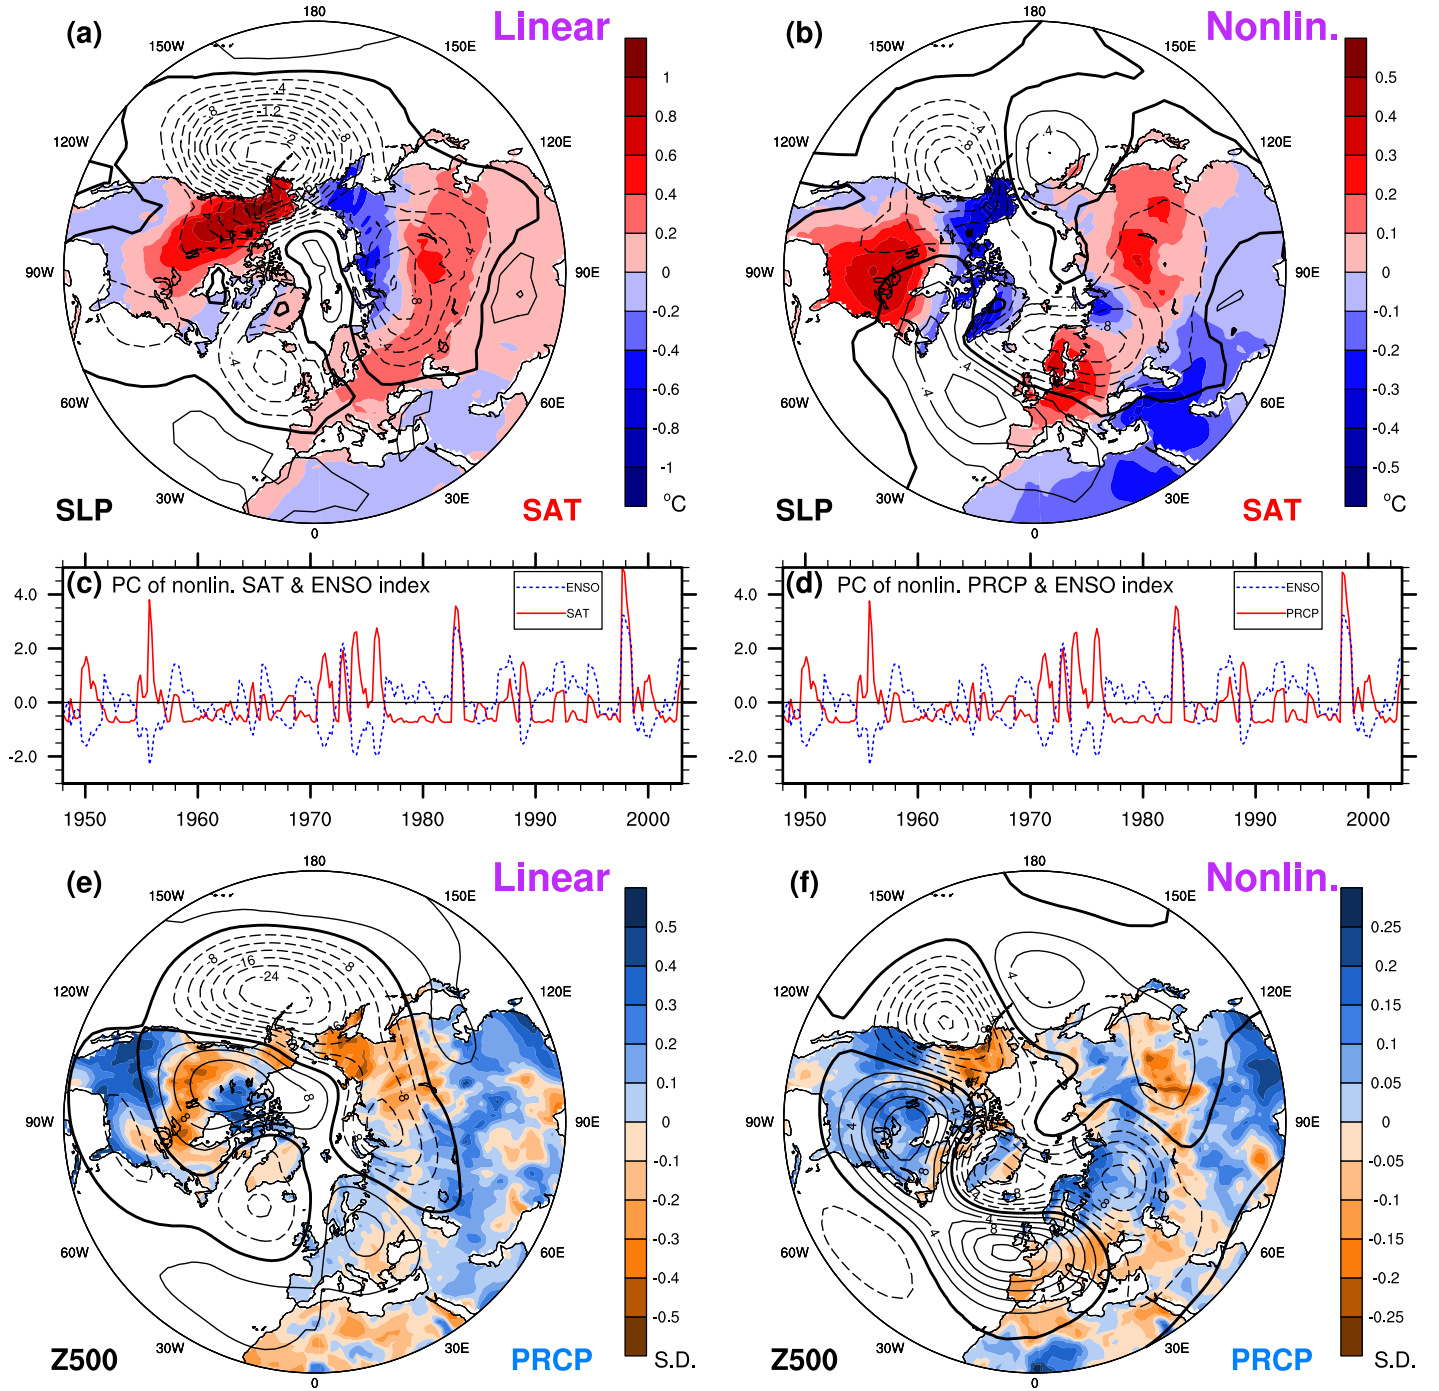 (a) Linear
180
150W 150E
120W 120E
90W 90E
60W 60E
30W 30E
0
SLP SAT
1
0.8
0.6
0.4
0.2
0
-0.2
-0.4
-0.6
-0.8
-1
°C
(b) Nonlin.
180
150W 150E
120W 120E
90W 90E
60W 60E
30W 30E
0
SLP SAT
0.5
0.4
0.3
0.2
0.1
0
-0.1
-0.2
-0.3
-0.4
-0.5
°C
(c) PC of nonlin. SAT & ENSO index
ENSO
SAT
4.0
2.0
0.0
-2.0
1950 1960 1970 1980 1990 2000
(d) PC of nonlin. PRCP & ENSO index
ENSO
PRCP
4.0
2.0
0.0
-2.0
1950 1960 1970 1980 1990 2000
(e) Linear
180
150W 150E
120W 120E
90W 90E
60W 60E
30W 30E
0
-8 -16 -24 -8
Z500 PRCP
0.5
0.4
0.3
0.2
0.1
0
-0.1
-0.2
-0.3
-0.4
-0.5
S.D.
(f) Nonlin.
180
150W 150E
120W 120E
90W 90E
60W 60E
30W 30E
0
Z500 PRCP
0.25
0.2
0.15
0.1
0.05
0
-0.05
-0.1
-0.15
-0.2
-0.25
S.D.